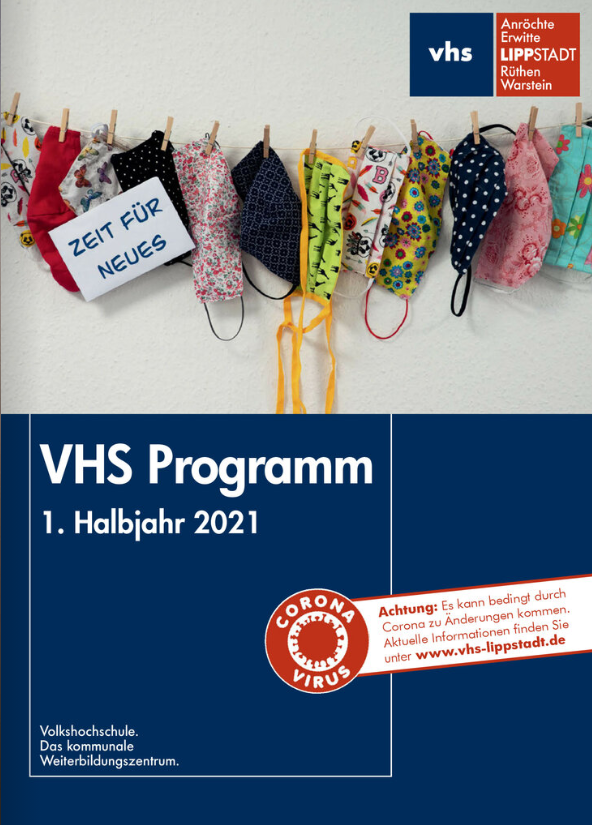 vhs
Anröchte
Erwitte
LIPPSTADT
Rüthen
Warstein
ZEIT FÜR
NEUES
B
VHS Programm
1. Halbjahr 2021
CORONA
VIRUS
Achtung: Es kann bedingt durch
Corona zu Änderungen kommen.
Aktuelle Informationen finden Sie
unter www.vhs-lippstadt.de
Volkshochschule.
Das kommunale
Weiterbildungszentrum.